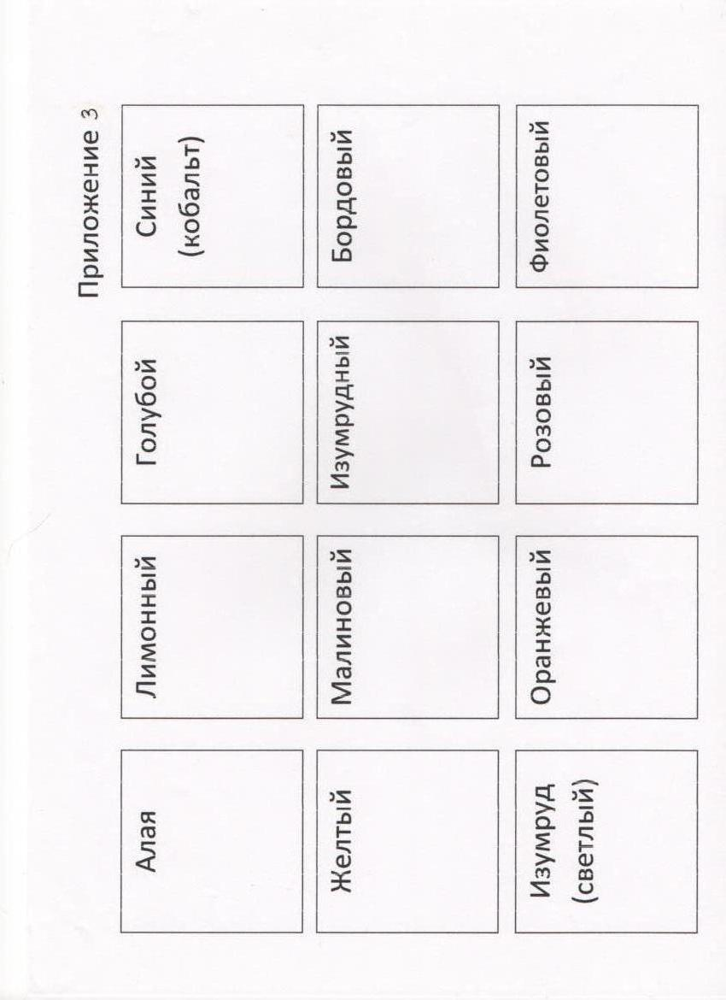 Приложение 3
Алая
Лимонный
Голубой
Синий
(кобальт)
Желтый
Малиновый
Изумрудный
Бордовый
Изумруд
(светлый)
Оранжевый
Розовый
Фиолетовый